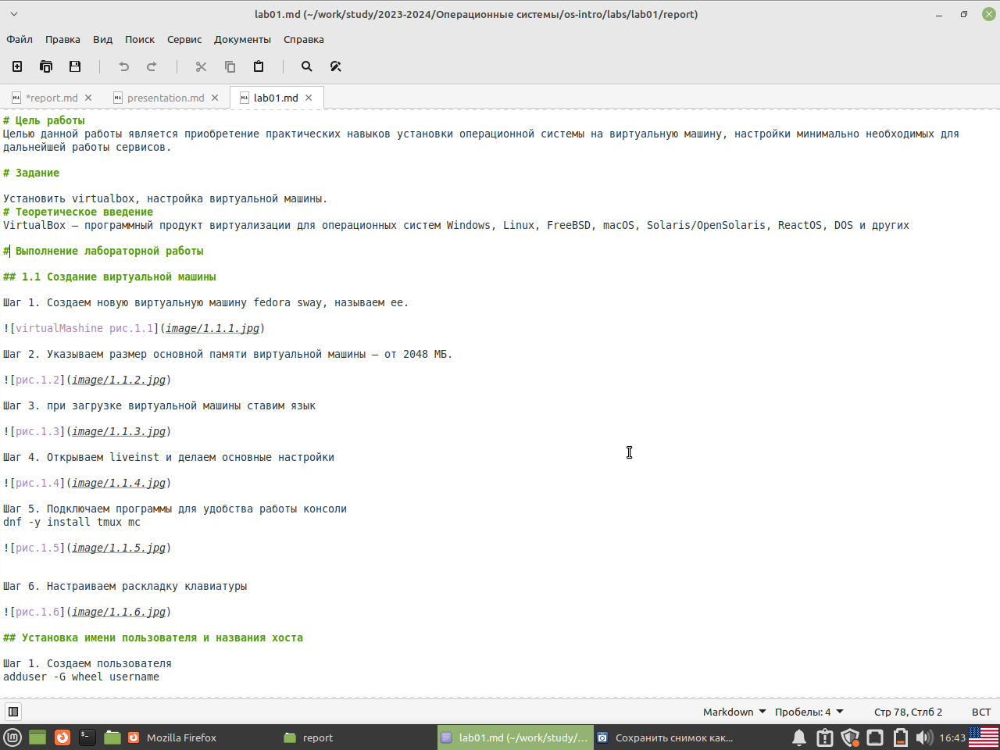 lab01.md (~/work/study/2023-2024/Операционные системы/os-intro/labs/lab01/report)
Файл Правка Вид Поиск Сервис Документы Справка
*report.md presentation.md lab01.md
# Цель работы
Целью данной работы является приобретение практических навыков установки операционной системы на виртуальную машину, настройки минимально необходимых для
дальнейшей работы сервисов.
# Задание
Установить virtualbox, настройка виртуальной машины.
# Теоретическое введение
VirtualBox — программный продукт виртуализации для операционных систем Windows, Linux, FreeBSD, macOS, Solaris/OpenSolaris, ReactOS, DOS и других
# Выполнение лабораторной работы
## 1.1 Создание виртуальной машины
Шаг 1. Создаем новую виртуальную машину fedora sway, называем ее.
![virtualMashine рис.1.1](image/1.1.1.jpg)
Шаг 2. Указываем размер основной памяти виртуальной машины — от 2048 МБ.
![рис.1.2](image/1.1.2.jpg)
Шаг 3. при загрузке виртуальной машины ставим язык
![рис.1.3](image/1.1.3.jpg)
Шаг 4. Открываем liveinst и делаем основные настройки
![рис.1.4](image/1.1.4.jpg)
Шаг 5. Подключаем программы для удобства работы консоли
dnf -y install tmux mc
![рис.1.5](image/1.1.5.jpg)
Шаг 6. Настраиваем раскладку клавиатуры
![рис.1.6](image/1.1.6.jpg)
## Установка имени пользователя и названия хоста
Шаг 1. Создаем пользователя
adduser -G wheel username
Markdown Пробелы: 4 Стр 78, Стлб 2 ВСТ
Mozilla Firefox report lab01.md (~/work/study/... Сохранить снимок как... 16:43